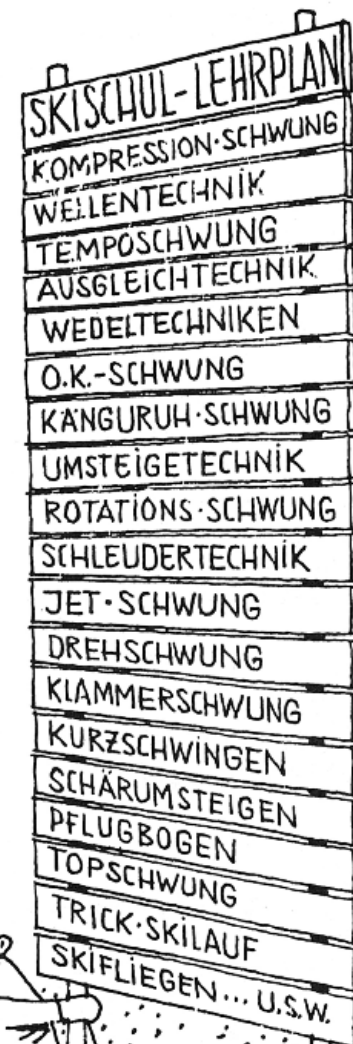 SKISCHUL-LEHRPLAN
KOMPRESSION·SCHWUNG
WELLENTECHNIK
TEMPOSCHWUNG
AUSGLEICHTECHNIK
WEDELTECHNIKEN
O.K.-SCHWUNG
KÄNGURUH·SCHWUNG
UMSTEIGETECHNIK
ROTATIONS·SCHWUNG
SCHLEUDERTECHNIK
JET·SCHWUNG
DREHSCHWUNG
KLAMMERSCHWUNG
KURZSCHWINGEN
SCHÄRUMSTEIGEN
PFLUGBOGEN
TOPSCHWUNG
TRICK·SKILAUF
SKIFLIEGEN... U.S.W.